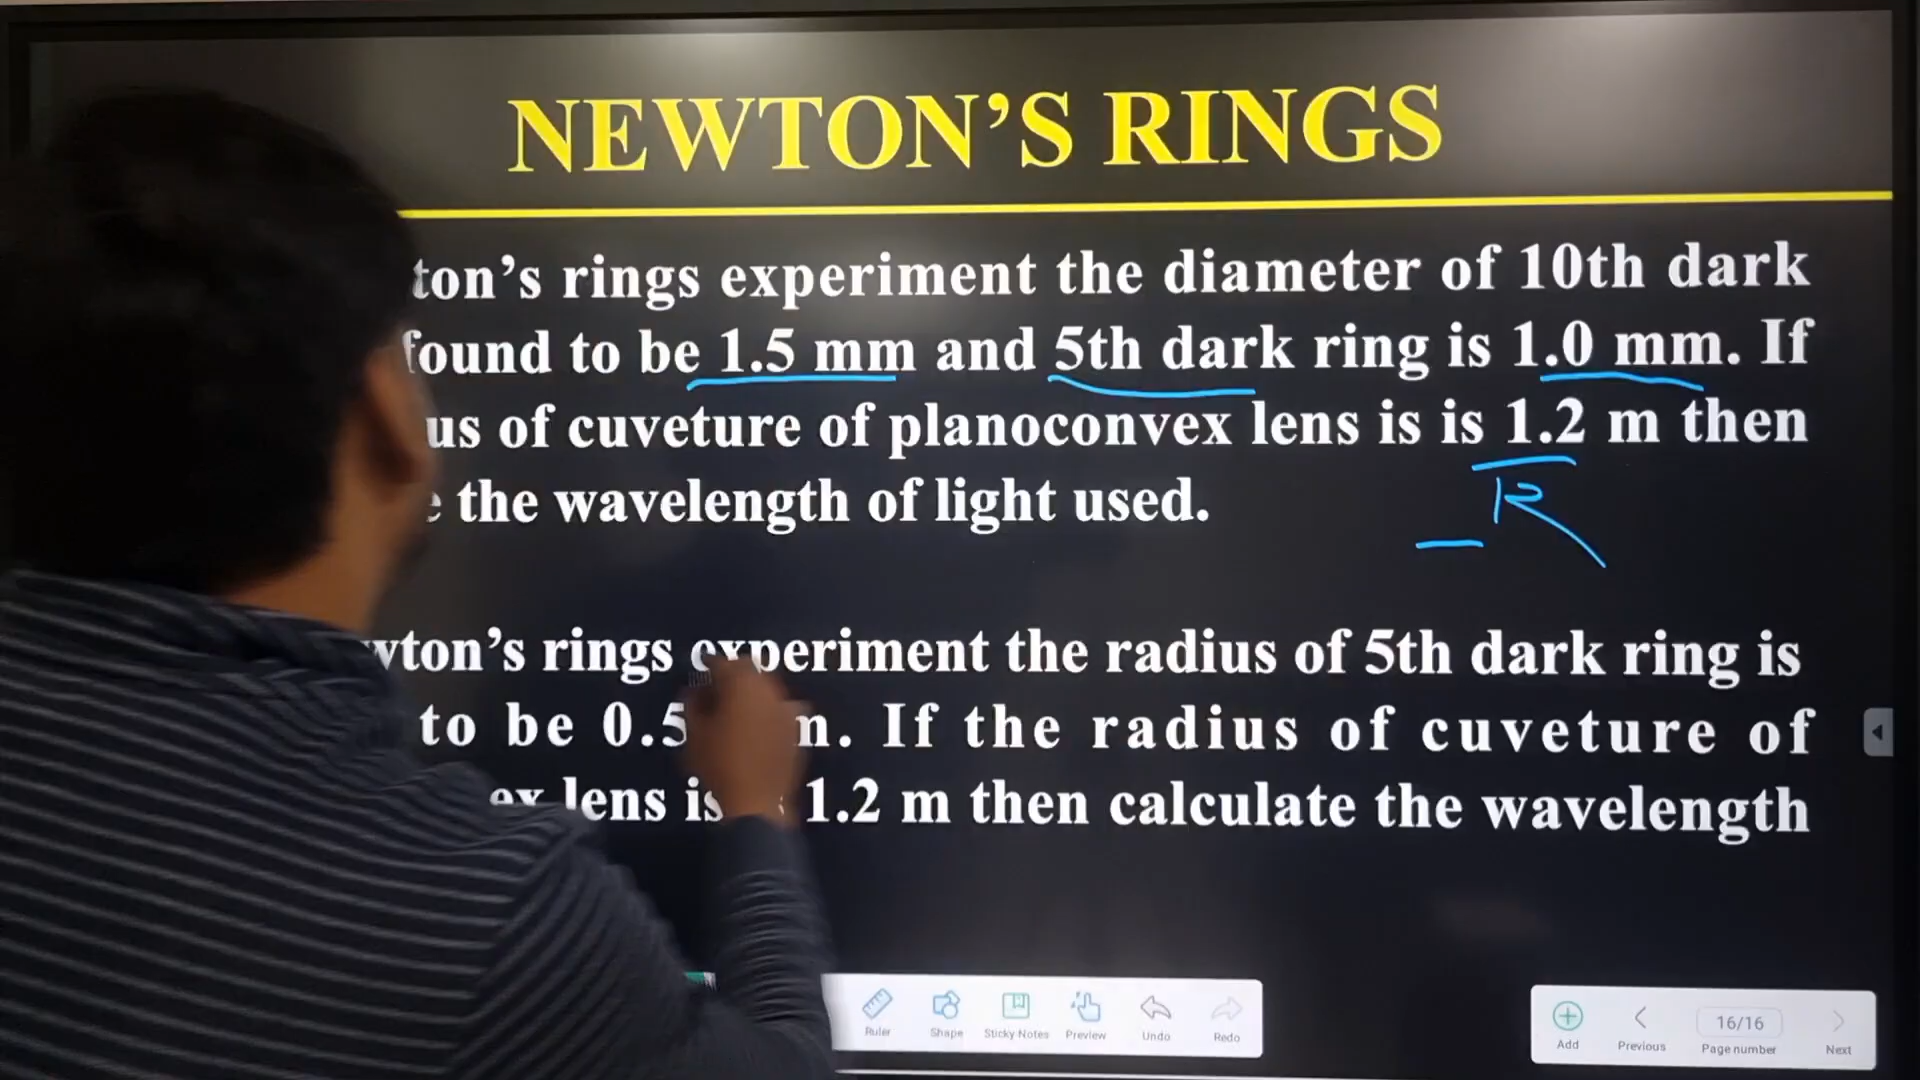 NEWTON’S RINGS
ton’s rings experiment the diameter of 10th dark
found to be 1.5 mm and 5th dark ring is 1.0 mm. If
us of cuveture of planoconvex lens is is 1.2 m then
the wavelength of light used.
R
rings experiment the radius of 5th dark ring is
to be 0.5 If the radius of cuveture of
lens is 1.2 m then calculate the wavelength
Ruler Shape Sticky Notes Preview Undo Redo
Add Previous 16/16 Page number Next